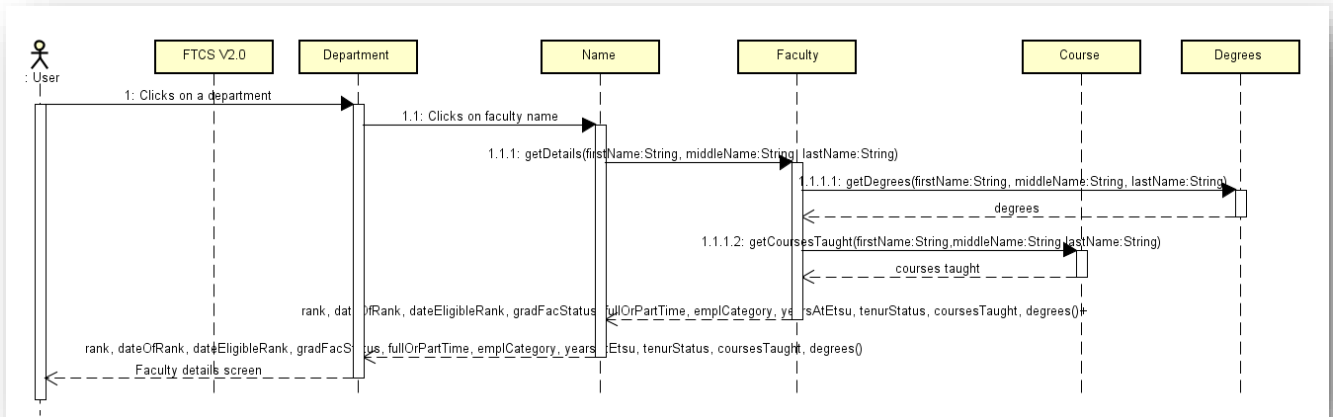 FTCS V2.0
Department
Name
Faculty
Course
Degrees
: User
1: Clicks on a department
1.1: Clicks on faculty name
1.1.1: getDetails(firstName:String, middleName:String, lastName:String)
1.1.1.1: getDegrees(firstName:String, middleName:String, lastName:String)
degrees
1.1.1.2: getCoursesTaught(firstName:String,middleName:String,lastName:String)
courses taught
rank, dateOfRank, dateEligibleRank, gradFacStatus, fullOrPartTime, emplCategory, yearsAtEtsu, tenurStatus, coursesTaught, degrees()+
rank, dateOfRank, dateEligibleRank, gradFacStatus, fullOrPartTime, emplCategory, yearsAtEtsu, tenurStatus, coursesTaught, degrees()
Faculty details screen